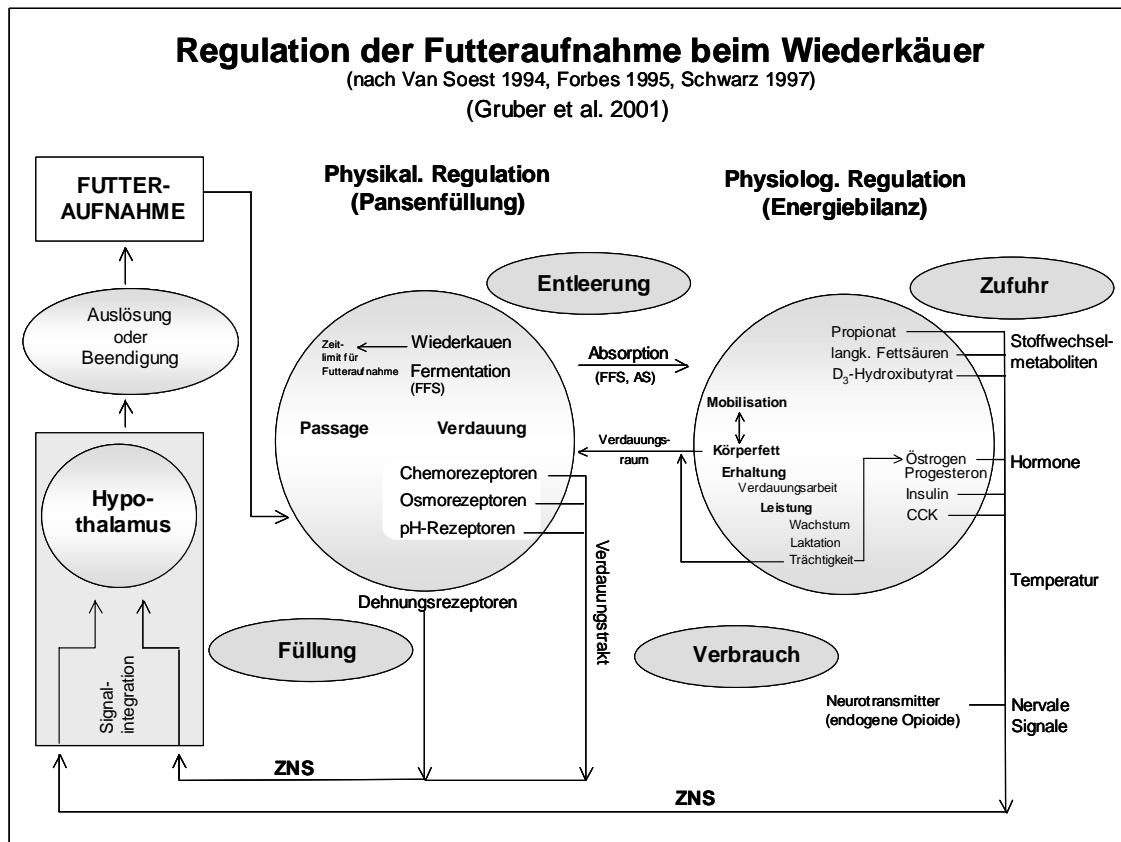 Regulation der Futteraufnahme beim Wiederkäuer
(nach Van Soest 1994, Forbes 1995, Schwarz 1997)
(Gruber et al. 2001)
FUTTER-
AUFNAHME
Auslösung
oder
Beendigung
Hypo-
thalamus
Signal-
integration
Physikal. Regulation
(Pansenfüllung)
Entleerung
Zeit-
limit für
Futteraufnahme
Wiederkauen
Fermentation
(FFS)
Passage
Verdauung
Chemorezeptoren
Osmorezeptoren
pH-Rezeptoren
Dehnungsrezeptoren
Verdauungstrakt
Füllung
Absorption
(FFS, AS)
Verdauungs-
raum
Physiolog. Regulation
(Energiebilanz)
Zufuhr
Propionat
langk. Fettsäuren
D3-Hydroxibutyrat
Stoffwechsel-
metaboliten
Mobilisation
Körperfett
Erhaltung
Verdauungsarbeit
Leistung
Wachstum
Laktation
Trächtigkeit
Östrogen
Progesteron
Insulin
CCK
Hormone
Temperatur
Verbrauch
Neurotransmitter
(endogene Opioide)
Nervale
Signale
ZNS
ZNS